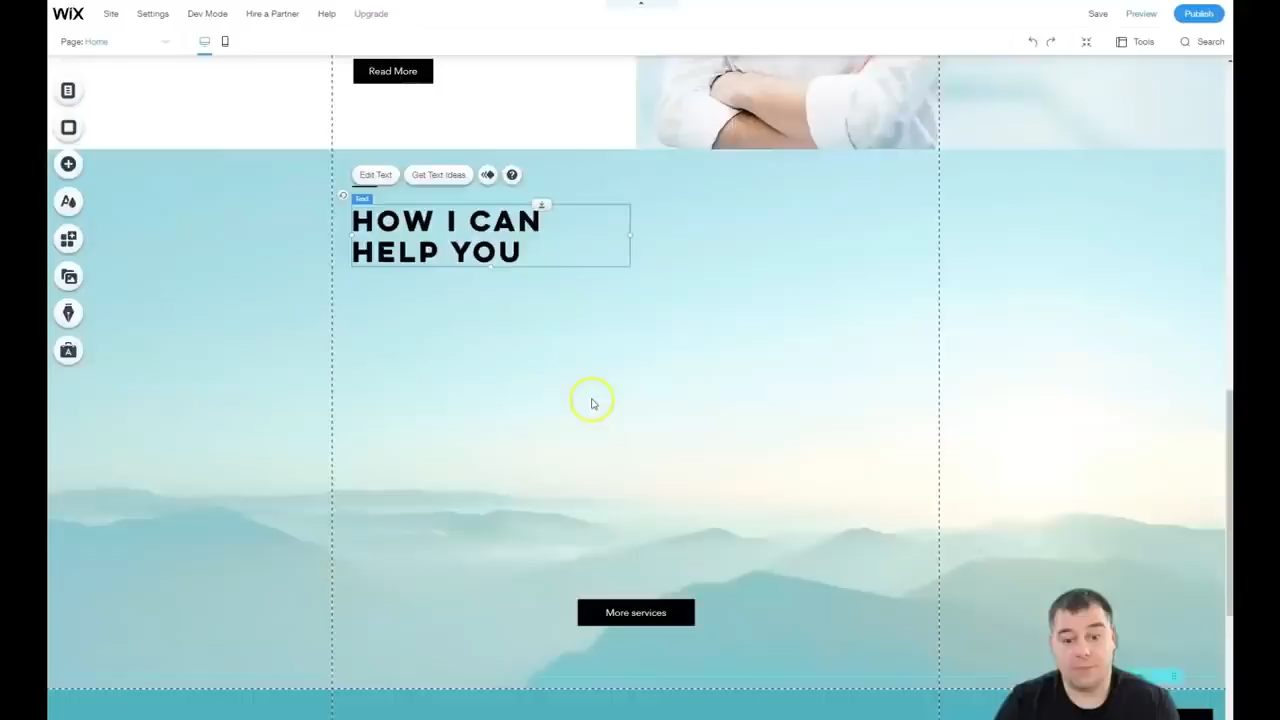 WiX Site Settings Dev Mode Hire a Partner Help Upgrade Save Preview Publish
Page: Home Tools Search
Read More
Edit Text Get Text Ideas
HOW I CAN
HELP YOU
More services